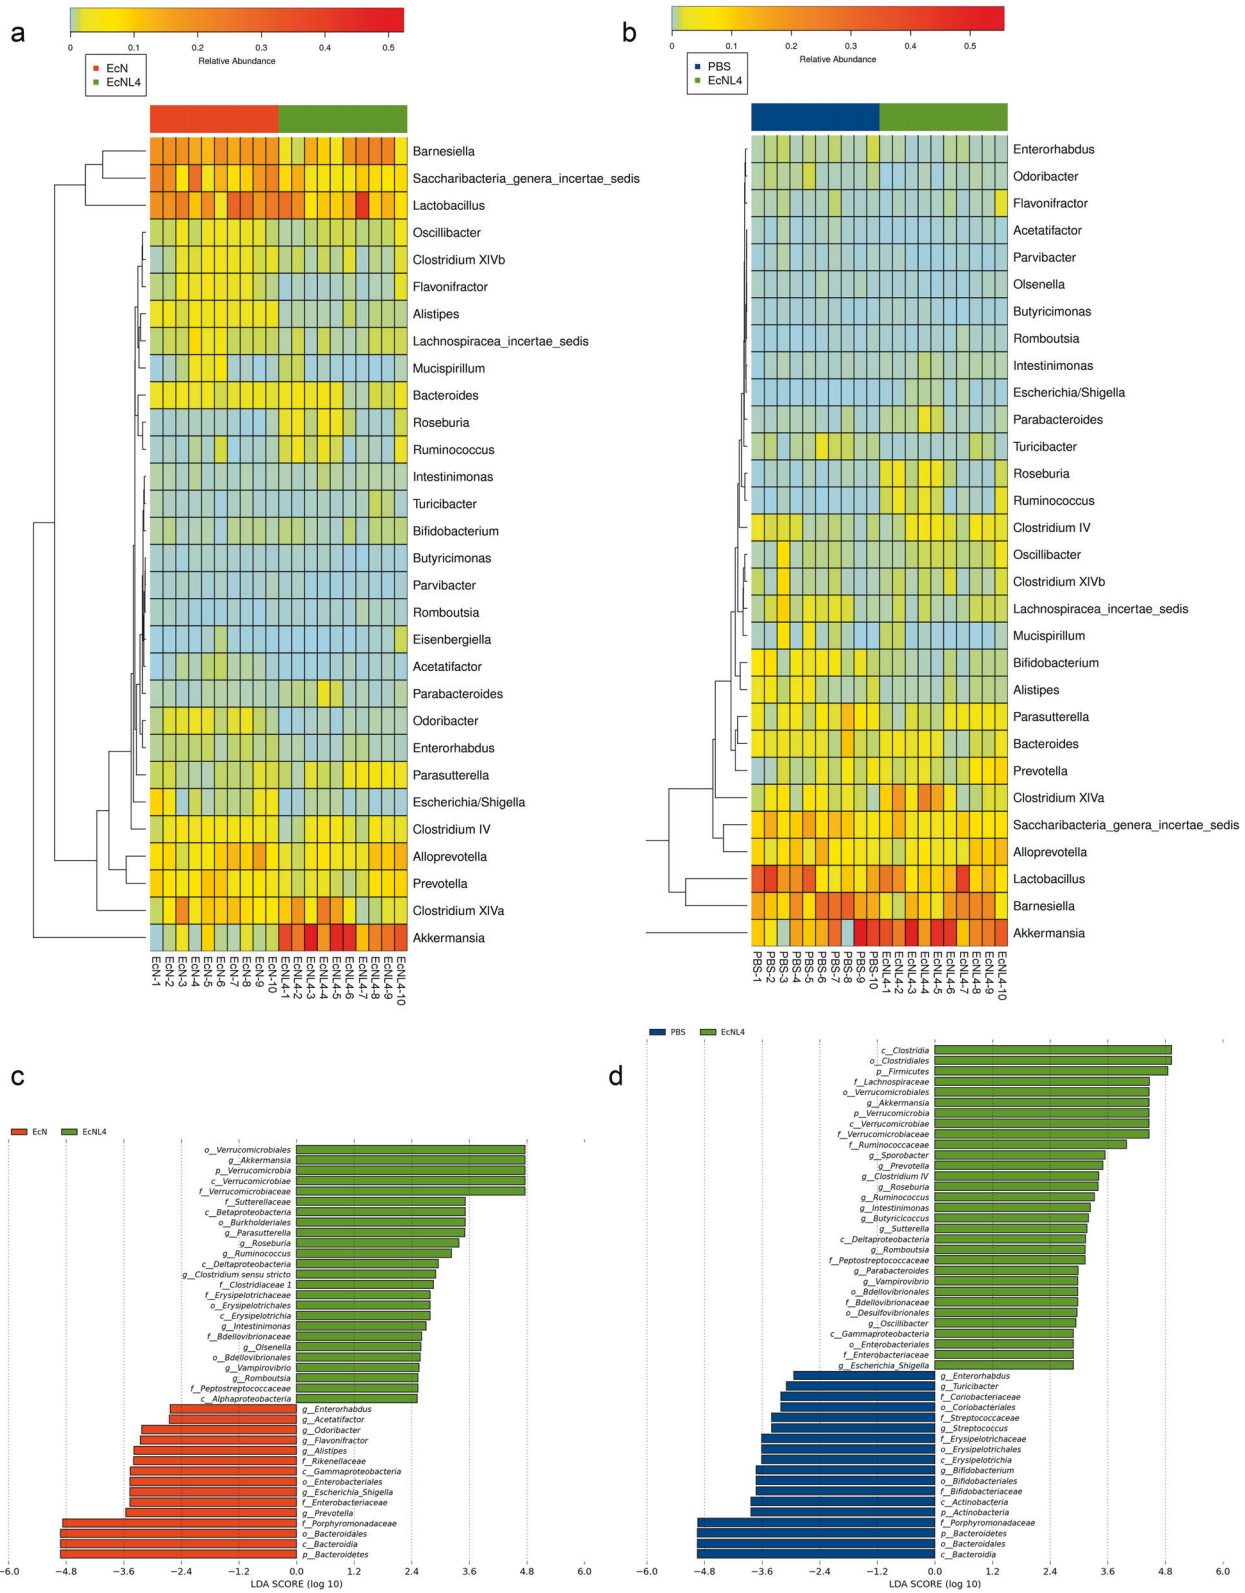 a
0 0.1 0.2 0.3 0.4 0.5
Relative Abundance
EcN
EcNL4
Barnesiella
Saccharibacteria_genera_incertae_sedis
Lactobacillus
Oscillibacter
Clostridium XIVb
Flavonifractor
Alistipes
Lachnospiracea_incertae_sedis
Mucispirillum
Bacteroides
Roseburia
Ruminococcus
Intestinimonas
Turicibacter
Bifidobacterium
Butyricimonas
Parvibacter
Romboutsia
Eisenbergiella
Acetatifactor
Parabacteroides
Odoribacter
Enterorhabdus
Parasutterella
Escherichia/Shigella
Clostridium IV
Alloprevotella
Prevotella
Clostridium XIVa
Akkermansia
EcN-1
EcN-2
EcN-3
EcN-4
EcN-5
EcN-6
EcN-7
EcN-8
EcN-9
EcN-10
EcNL4-1
EcNL4-2
EcNL4-3
EcNL4-4
EcNL4-5
EcNL4-6
EcNL4-7
EcNL4-8
EcNL4-9
EcNL4-10
b
0 0.1 0.2 0.3 0.4 0.5
Relative Abundance
PBS
EcNL4
Enterorhabdus
Odoribacter
Flavonifractor
Acetatifactor
Parvibacter
Olsenella
Butyricimonas
Romboutsia
Intestinimonas
Escherichia/Shigella
Parabacteroides
Turicibacter
Roseburia
Ruminococcus
Clostridium IV
Oscillibacter
Clostridium XIVb
Lachnospiracea_incertae_sedis
Mucispirillum
Bifidobacterium
Alistipes
Parasutterella
Bacteroides
Prevotella
Clostridium XIVa
Saccharibacteria_genera_incertae_sedis
Alloprevotella
Lactobacillus
Barnesiella
Akkermansia
PBS-1
PBS-2
PBS-3
PBS-4
PBS-5
PBS-6
PBS-7
PBS-8
PBS-9
PBS-10
EcNL4-1
EcNL4-2
EcNL4-3
EcNL4-4
EcNL4-5
EcNL4-6
EcNL4-7
EcNL4-8
EcNL4-9
EcNL4-10
c
EcN EcNL4
o__Verrucomicrobiales
g__Akkermansia
p__Verrucomicrobia
c__Verrucomicrobiae
f__Verrucomicrobiaceae
f__Sutterellaceae
c__Betaproteobacteria
o__Burkholderiales
g__Parasutterella
g__Roseburia
g__Ruminococcus
c__Deltaproteobacteria
g__Clostridium sensu stricto
f__Clostridiaceae 1
f__Erysipelotrichaceae
o__Erysipelotrichales
c__Erysipelotrichia
g__Intestinimonas
f__Bdellovibrionaceae
g__Olsenella
o__Bdellovibrionales
g__Vampirovibrio
g__Romboutsia
f__Peptostreptococcaceae
c__Alphaproteobacteria
g__Enterorhabdus
g__Acetatifactor
g__Odoribacter
g__Flavonifractor
g__Alistipes
f__Rikenellaceae
c__Gammaproteobacteria
o__Enterobacteriales
g__Escherichia_Shigella
f__Enterobacteriaceae
g__Prevotella
f__Porphyromonadaceae
o__Bacteroidales
c__Bacteroidia
p__Bacteroidetes
−6.0 −4.8 −3.6 −2.4 −1.2 0.0 1.2 2.4 3.6 4.8 6.0
LDA SCORE (log 10)
d
PBS EcNL4
c__Clostridia
o__Clostridiales
p__Firmicutes
f__Lachnospiraceae
o__Verrucomicrobiales
g__Akkermansia
p__Verrucomicrobia
c__Verrucomicrobiae
f__Verrucomicrobiaceae
f__Ruminococcaceae
g__Sporobacter
g__Prevotella
g__Clostridium IV
g__Roseburia
g__Ruminococcus
g__Intestinimonas
g__Butyricicoccus
g__Sutterella
c__Deltaproteobacteria
g__Romboutsia
f__Peptostreptococcaceae
g__Parabacteroides
g__Vampirovibrio
o__Bdellovibrionales
f__Bdellovibrionaceae
o__Desulfovibrionales
g__Oscillibacter
c__Gammaproteobacteria
o__Enterobacteriales
f__Enterobacteriaceae
g__Escherichia_Shigella
g__Enterorhabdus
g__Turicibacter
f__Coriobacteriaceae
o__Coriobacteriales
f__Streptococcaceae
g__Streptococcus
f__Erysipelotrichaceae
o__Erysipelotrichales
c__Erysipelotrichia
g__Bifidobacterium
o__Bifidobacteriales
f__Bifidobacteriaceae
c__Actinobacteria
p__Actinobacteria
f__Porphyromonadaceae
p__Bacteroidetes
o__Bacteroidales
c__Bacteroidia
−4.8 −3.6 −2.4 −1.2 0.0 1.2 2.4 3.6 4.8 6.0
LDA SCORE (log 10)